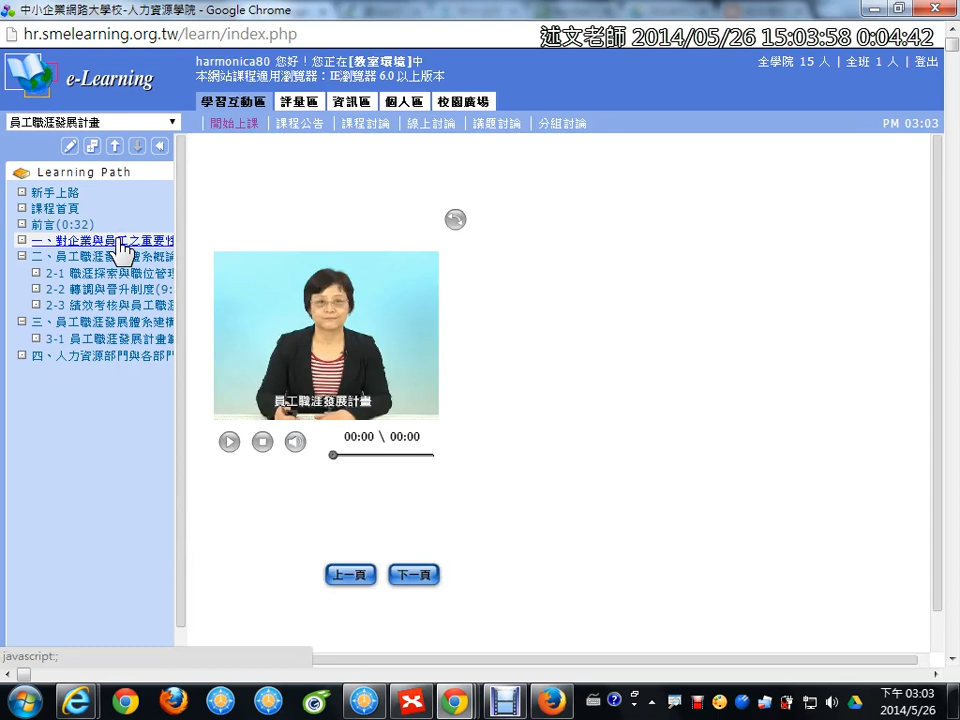 中小企業網路大學校-人力資源學院 - Google Chrome
hr.smelearning.org.tw/learn/index.php
述文老師 2014/05/26 15:03:58 0:04:42
e-Learning
harmonica80 您好！您正在[教室環境]中
本網站課程適用瀏覽器：IE瀏覽器 6.0 以上版本
全學院 15 人 | 全班 1 人 | 登出
學習互動區 評量區 資訊區 個人區 校園廣場
| 開始上課 | 課程公告 | 課程討論 | 線上討論 | 議題討論 | 分組討論
PM 03:03
員工職涯發展計畫
Learning Path
新手上路
課程首頁
前言(0:32)
一、對企業與員工之重要性
二、員工職涯發 體系概論
2-1 職涯探索與職位管理
2-2 轉調與晉升制度(9:
2-3 績效考核與員工職涯
三、員工職涯發展體系建構
3-1 員工職涯發展計畫
四、人力資源部門與各部門
員工職涯發展計畫
00:00 \ 00:00
上一頁 下一頁
javascript:;
下午 03:03
2014/5/26